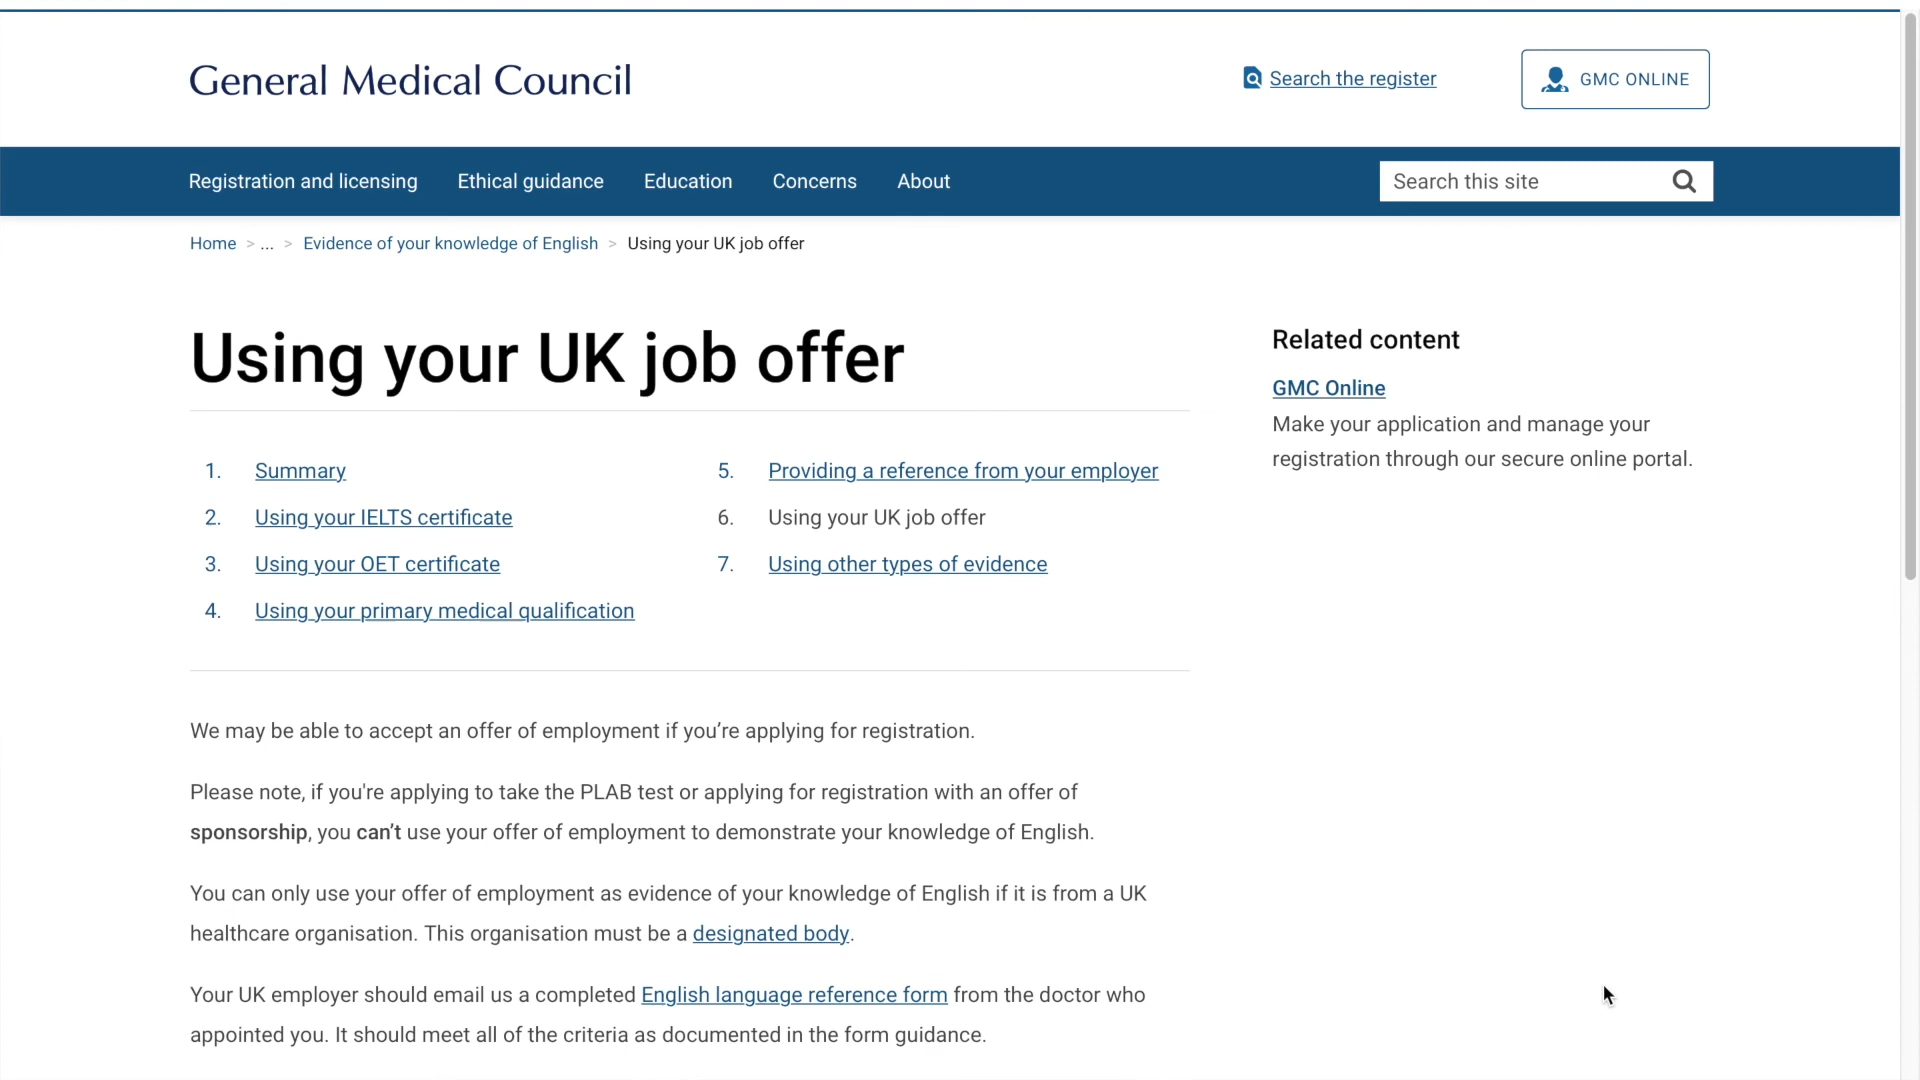 General Medical Council
Search the register
GMC ONLINE
Registration and licensing Ethical guidance Education Concerns About
Search this site
Home > ... > Evidence of your knowledge of English > Using your UK job offer
Using your UK job offer
1. Summary
2. Using your IELTS certificate
3. Using your OET certificate
4. Using your primary medical qualification
5. Providing a reference from your employer
6. Using your UK job offer
7. Using other types of evidence
We may be able to accept an offer of employment if you’re applying for registration.
Please note, if you're applying to take the PLAB test or applying for registration with an offer of
sponsorship, you can’t use your offer of employment to demonstrate your knowledge of English.
You can only use your offer of employment as evidence of your knowledge of English if it is from a UK
healthcare organisation. This organisation must be a designated body.
Your UK employer should email us a completed English language reference form from the doctor who
appointed you. It should meet all of the criteria as documented in the form guidance.
Related content
GMC Online
Make your application and manage your
registration through our secure online portal.